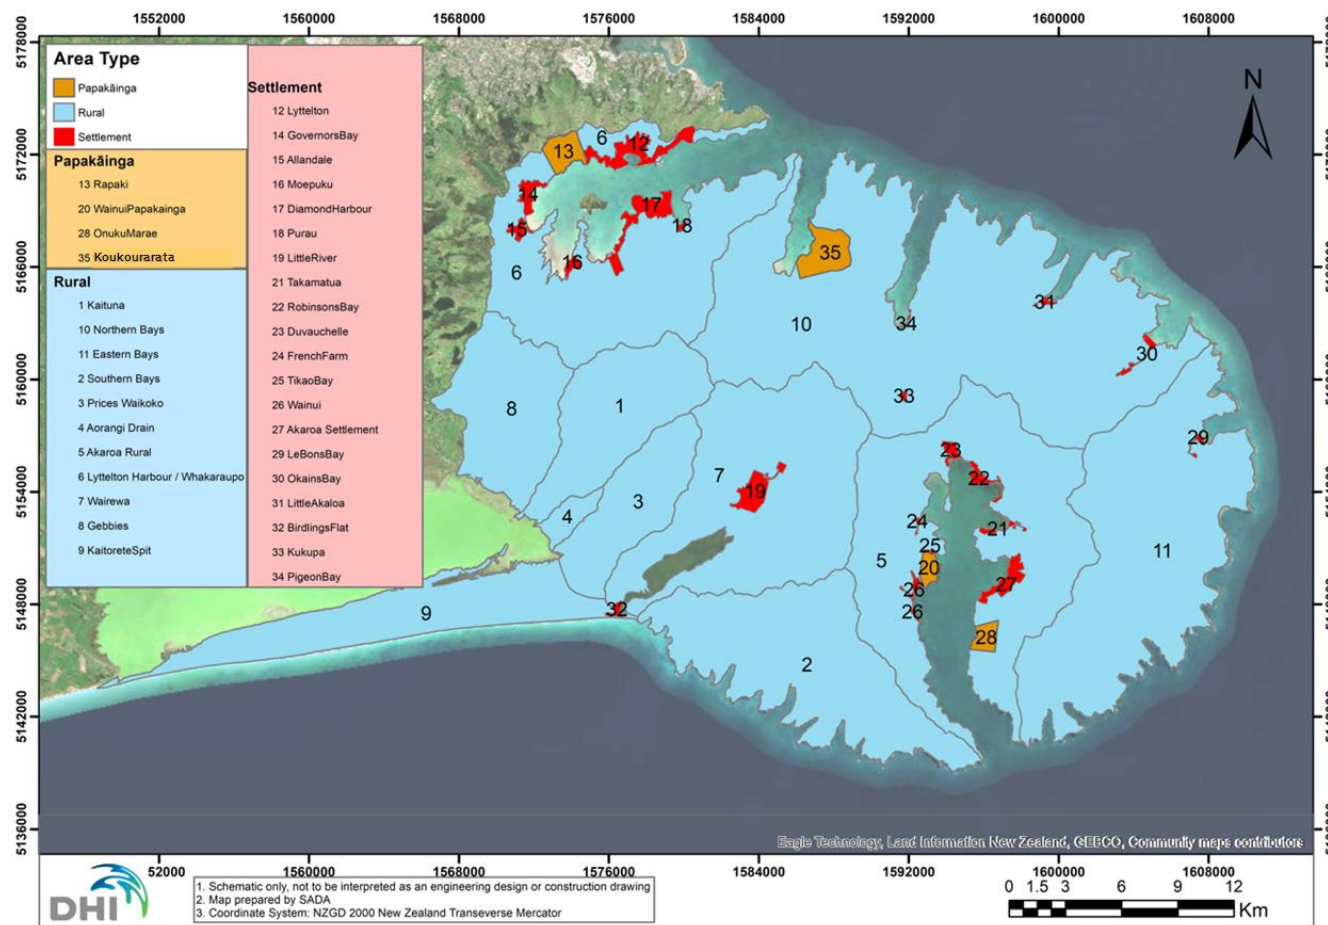 1552000 1560000 1568000 1576000 1584000 1592000 1600000 1608000
5178000
5172000
5166000
5160000
5154000
5148000
5142000
5136000
Area Type
Papakāinga
Rural
Settlement
Papakāinga
13 Rapaki
20 WainuiPapakainga
28 OnukuMarae
35 Koukourarata
Rural
1 Kaituna
10 Northern Bays
11 Eastern Bays
2 Southern Bays
3 Prices Waikoko
4 Aorangi Drain
5 Akaroa Rural
6 Lyttelton Harbour / Whakaraupo
7 Wairewa
8 Gebbies
9 KaitoreteSpit
Settlement
12 Lyttelton
14 GovernorsBay
15 Allandale
16 Moepuku
17 DiamondHarbour
18 Purau
19 LittleRiver
21 Takamatua
22 RobinsonsBay
23 Duvauchelle
24 FrenchFarm
25 TikaoBay
26 Wainui
27 Akaroa Settlement
29 LeBonsBay
30 OkainsBay
31 LittleAkaloa
32 BirdlingsFlat
33 Kukupa
34 PigeonBay
N
6
12
13
14
17
15
18
16
6
35
10
34
31
30
33
8
1
29
23
7
22
19
3
4
24
21
25
5
11
20
26
27
32
9
26
28
2
Eagle Technology, Land Information New Zealand, GEBCO, Community maps contributors
52000 1560000 1568000 1576000 1584000 1592000 1600000 1608000
DHI
1. Schematic only, not to be interpreted as an engineering design or construction drawing
2. Map prepared by SADA
3. Coordinate System: NZGD 2000 New Zealand Transeverse Mercator
0 1.5 3 6 9 12
Km